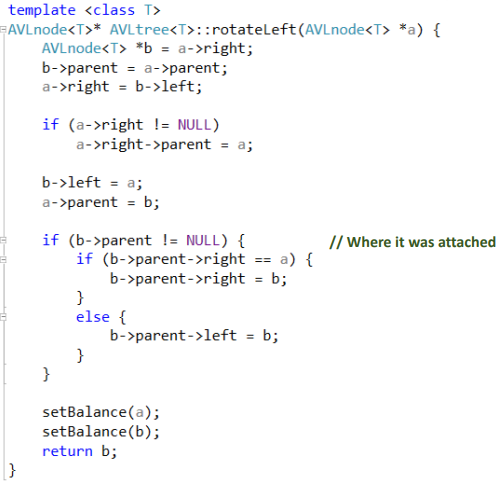 template <class T>
AVLnode<T>* AVLtree<T>::rotateLeft(AVLnode<T> *a) {
    AVLnode<T> *b = a->right;
    b->parent = a->parent;
    a->right = b->left;

    if (a->right != NULL)
        a->right->parent = a;

    b->left = a;
    a->parent = b;

    if (b->parent != NULL) {          // Where it was attached
        if (b->parent->right == a) {
            b->parent->right = b;
        }
        else {
            b->parent->left = b;
        }
    }

    setBalance(a);
    setBalance(b);
    return b;
}